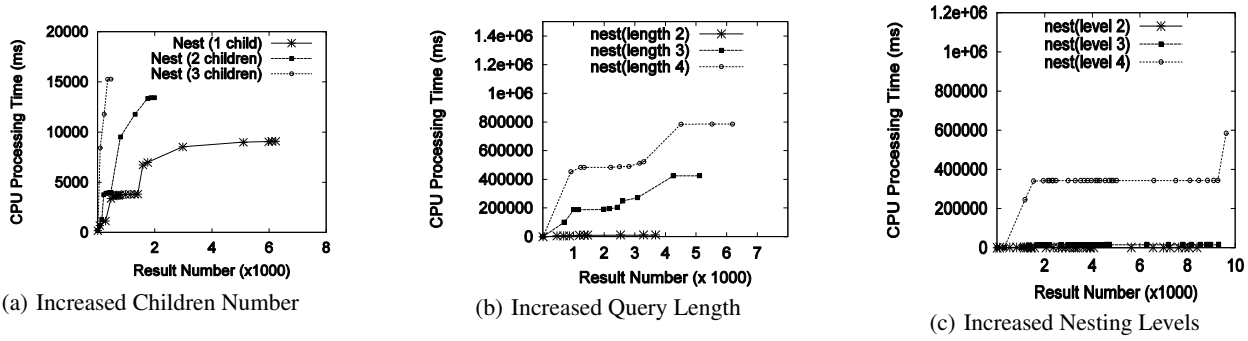 20000
15000
10000
5000
0
CPU Processing Time (ms)
Nest (1 child)
Nest (2 children)
Nest (3 children)
0 2 4 6 8
Result Number (x1000)
(a) Increased Children Number
1.4e+06
1.2e+06
1e+06
800000
600000
400000
200000
0
CPU Processing Time (ms)
nest(length 2)
nest(length 3)
nest(length 4)
1 2 3 4 5 6 7
Result Number (x 1000)
(b) Increased Query Length
1.2e+06
1e+06
800000
600000
400000
200000
0
CPU Processing Time (ms)
nest(level 2)
nest(level 3)
nest(level 4)
2 4 6 8 10
Result Number (x1000)
(c) Increased Nesting Levels